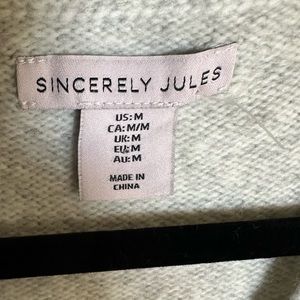 SINCERELY JULES
US: M
CA: M/M
UK: M
EU: M
AU: M
MADE IN
CHINA